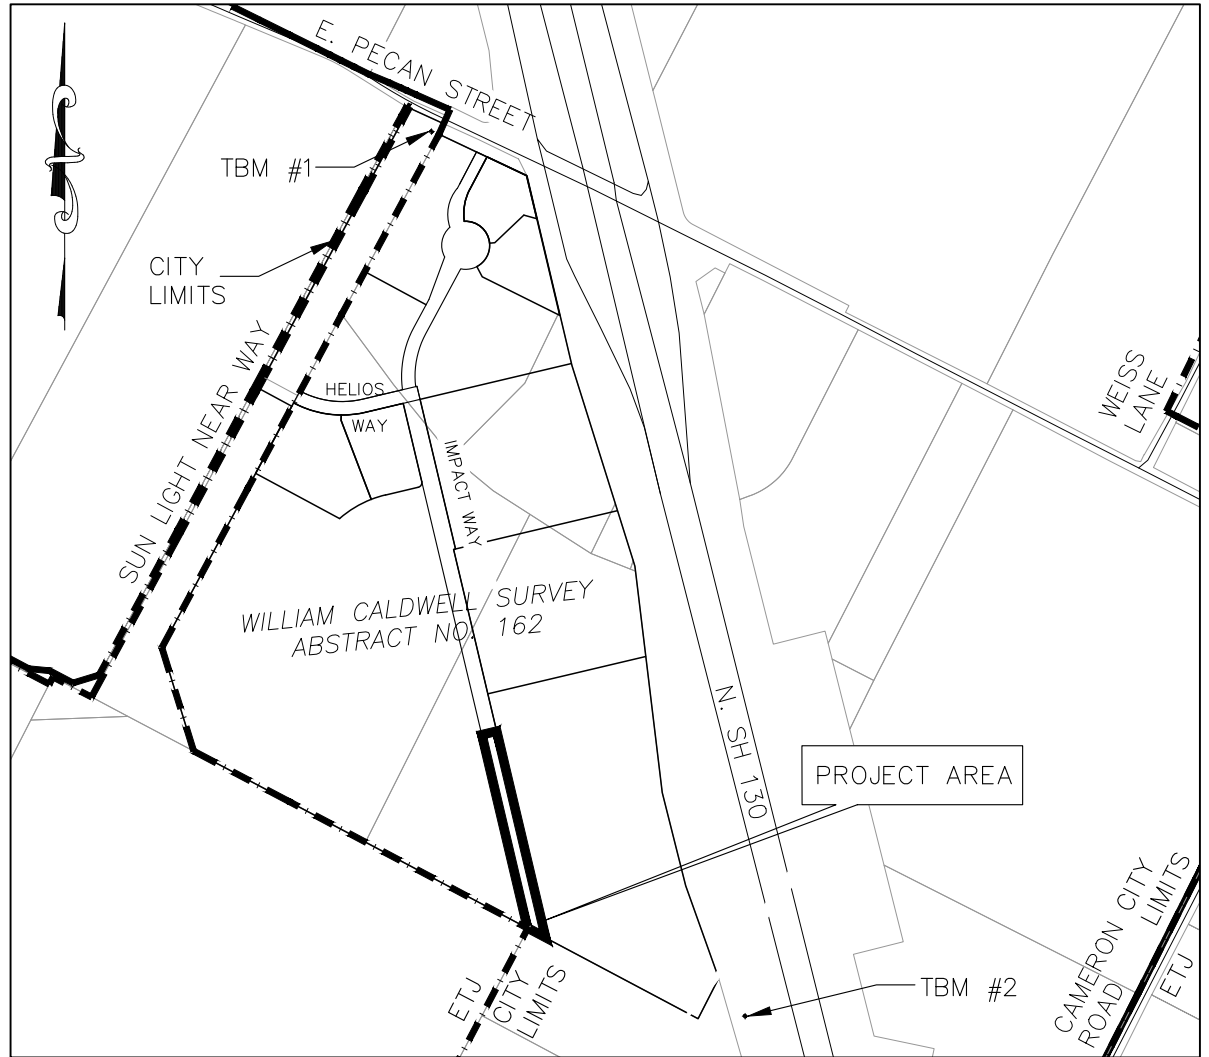 E. PECAN STREET
TBM #1
CITY
LIMITS
SUN LIGHT NEAR WAY
HELIOS
WAY
IMPACT WAY
WEISS
LANE
WILLIAM CALDWELL SURVEY
ABSTRACT NO. 162
N. SH 130
PROJECT AREA
TBM #2
ETJ
CITY
LIMITS
CAMERON CITY
ROAD LIMITS
ETJ